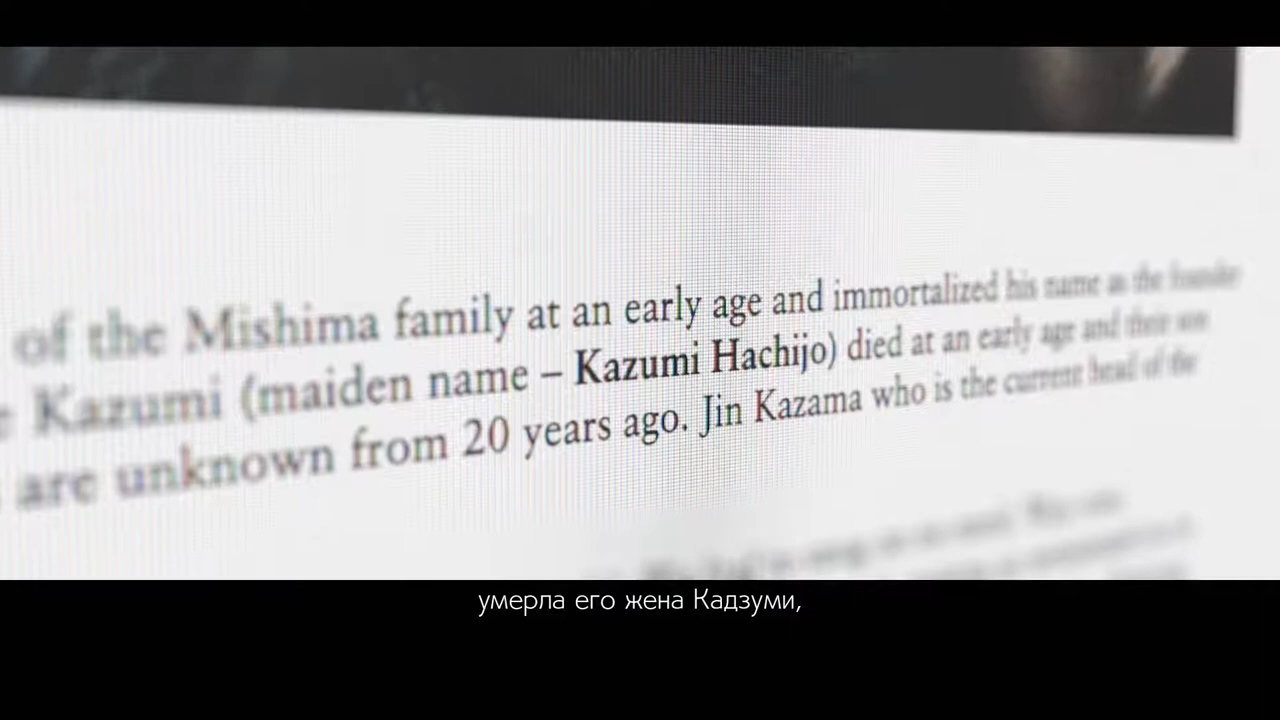 of the Mishima family at an early age and immortalized his name as the founder
Kazumi (maiden name – Kazumi Hachijo) died at an early age and their son
are unknown from 20 years ago. Jin Kazama who is the current head of the
умерла его жена Кадзуми,